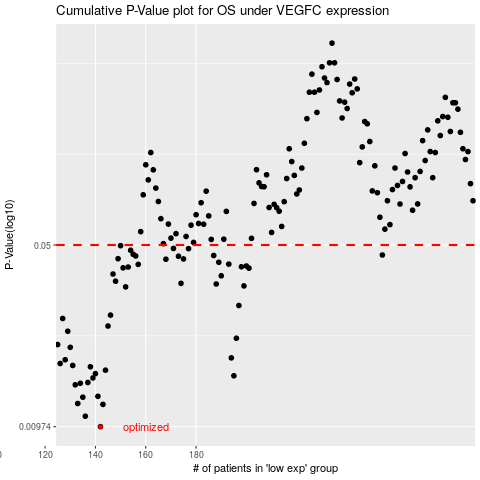 Cumulative P-Value plot for OS under VEGFC expression
P-Value(log10)
0.05
0.00974
optimized
0 120 140 160 180
# of patients in 'low exp' group